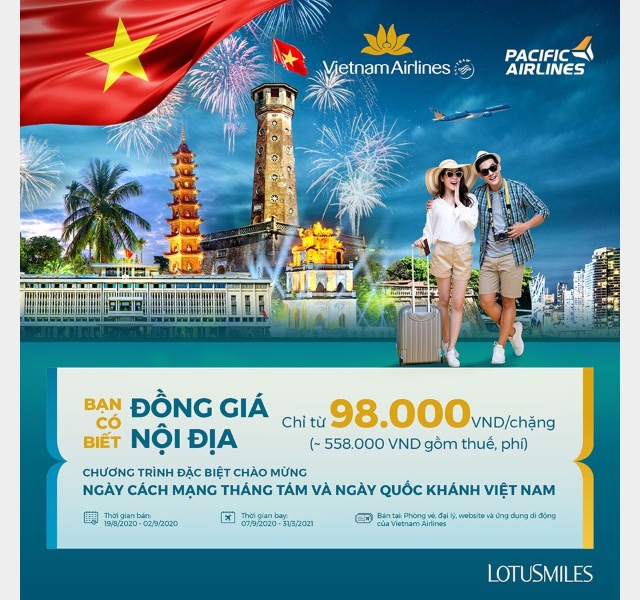 Vietnam Airlines
PACIFIC
AIRLINES
BẠN
CÓ
BIẾT
ĐỒNG GIÁ
NỘI ĐỊA
Chỉ từ 98.000VND/chặng
(~ 558.000 VND gồm thuế, phí)
CHƯƠNG TRÌNH ĐẶC BIỆT CHÀO MỪNG
NGÀY CÁCH MẠNG THÁNG TÁM VÀ NGÀY QUỐC KHÁNH VIỆT NAM
Thời gian bán:
19/8/2020 - 02/9/2020
Thời gian bay:
07/9/2020 - 31/3/2021
Bán tại: Phòng vé, đại lý, website và ứng dụng di động
của Vietnam Airlines
LOTUSMILES